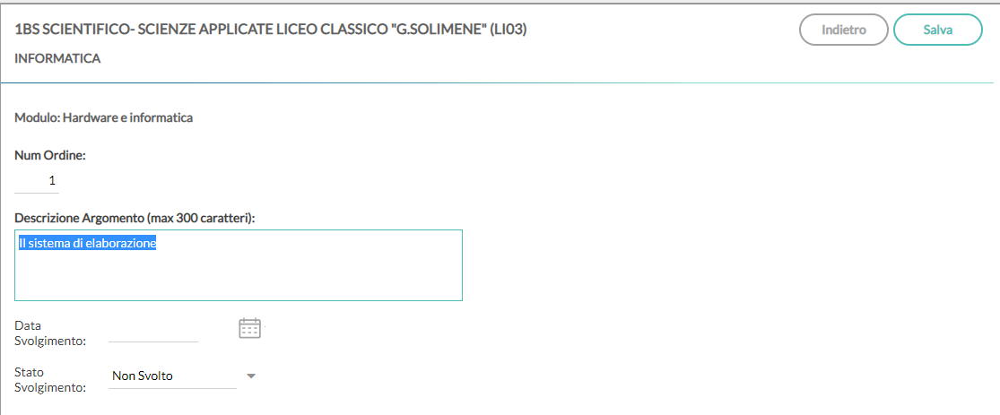 1BS SCIENTIFICO- SCIENZE APPLICATE LICEO CLASSICO "G.SOLIMENE" (LI03)
Indietro
Salva
INFORMATICA
Modulo: Hardware e informatica
Num Ordine:
1
Descrizione Argomento (max 300 caratteri):
Il sistema di elaborazione
Data
Svolgimento:
Stato
Svolgimento:
Non Svolto